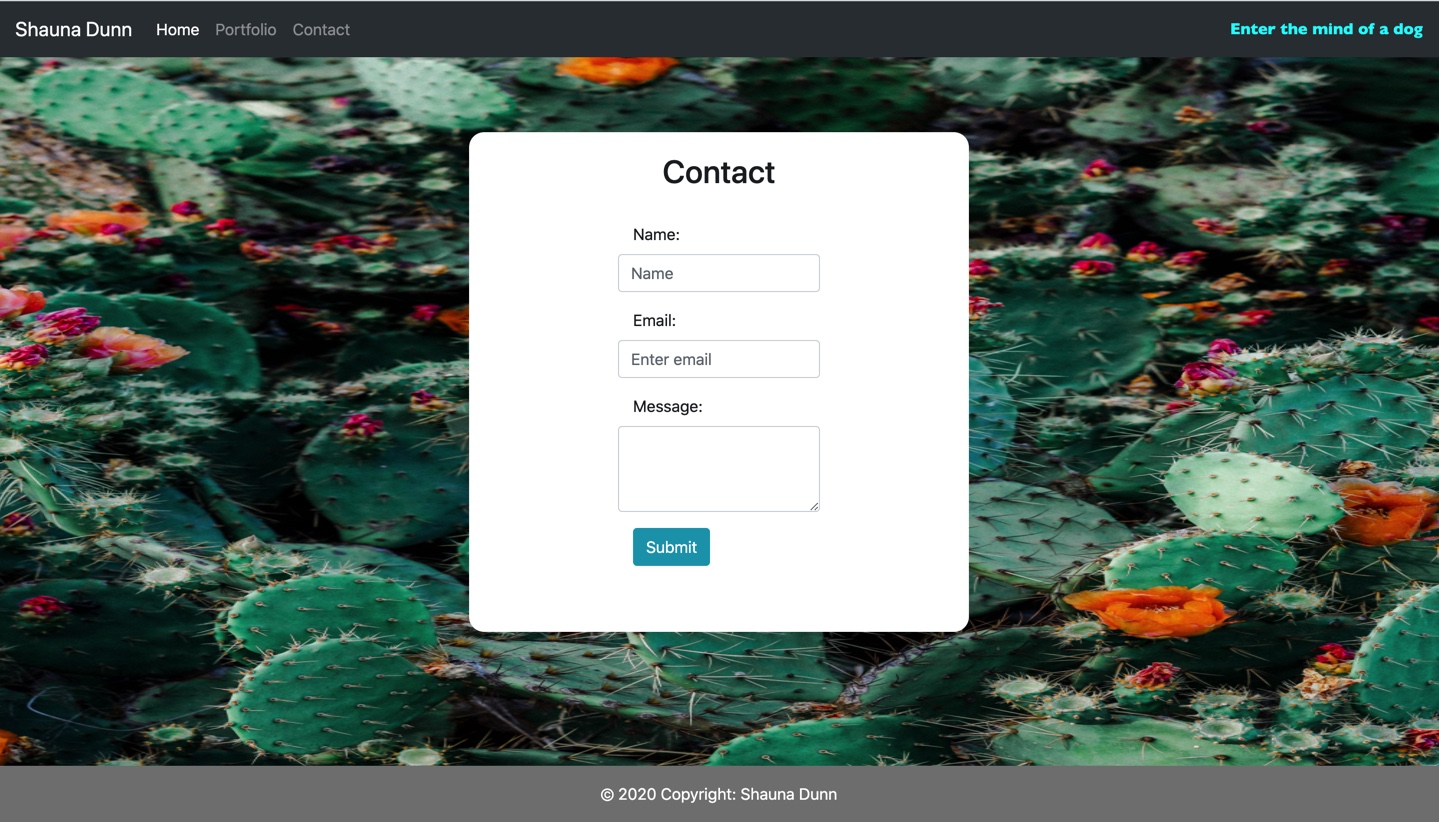 Shauna Dunn Home Portfolio Contact Enter the mind of a dog
Contact
Name:
Name
Email:
Enter email
Message:
Submit
© 2020 Copyright: Shauna Dunn